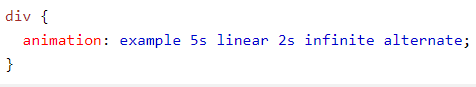 div {
  animation: example 5s linear 2s infinite alternate;
}